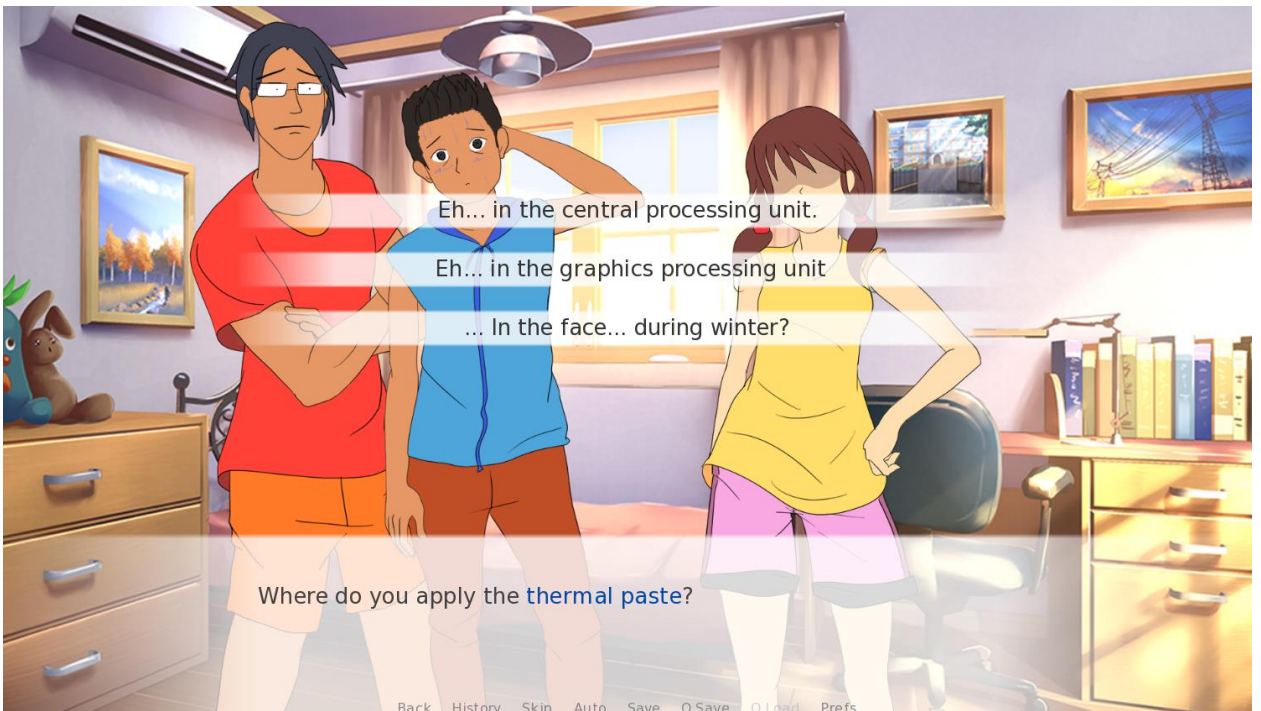 Eh... in the central processing unit.
Eh... in the graphics processing unit
... In the face... during winter?
Where do you apply the thermal paste?
Back History Skip Auto Save Q.Save Q.Load Prefs